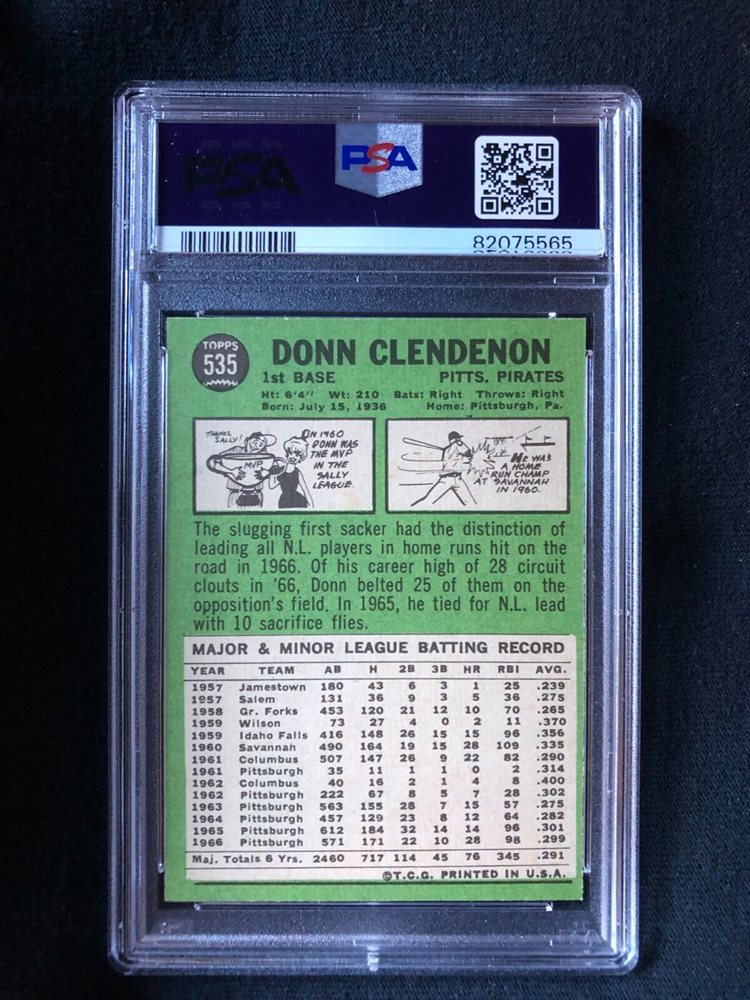 PSA
PSA
82075565
TOPPS
535
DONN CLENDENON
1st BASE PITTS. PIRATES
Ht: 6'4" Wt: 210 Bats: Right Throws: Right
Born: July 15, 1936 Home: Pittsburgh, Pa.
THANKS, SALLY!
MVP
IN 1960
DONN WAS
THE MVP
IN THE
SALLY
LEAGUE.
HE WAS
A HOME
RUN CHAMP
AT SAVANNAH
IN 1960.
The slugging first sacker had the distinction of
leading all N.L. players in home runs hit on the
road in 1966. Of his career high of 28 circuit
clouts in '66, Donn belted 25 of them on the
opposition's field. In 1965, he tied for N.L. lead
with 10 sacrifice flies.
MAJOR & MINOR LEAGUE BATTING RECORD
YEAR TEAM AB H 2B 3B HR RBI AVG.
1957 Jamestown 180 43 6 3 1 25 .239
1957 Salem 131 36 9 3 5 36 .275
1958 Gr. Forks 453 120 21 12 10 70 .265
1959 Wilson 73 27 4 0 2 11 .370
1959 Idaho Falls 416 148 26 15 15 96 .356
1960 Savannah 490 164 19 15 28 109 .335
1961 Columbus 507 147 26 9 22 82 .290
1961 Pittsburgh 35 11 1 1 0 2 .314
1962 Columbus 40 16 2 1 4 8 .400
1962 Pittsburgh 222 67 8 5 7 28 .302
1963 Pittsburgh 563 155 28 7 15 57 .275
1964 Pittsburgh 457 129 23 8 12 64 .282
1965 Pittsburgh 612 184 32 14 14 96 .301
1966 Pittsburgh 571 171 22 10 28 98 .299
Maj. Totals 6 Yrs. 2460 717 114 45 76 345 .291
©T.C.G. PRINTED IN U.S.A.